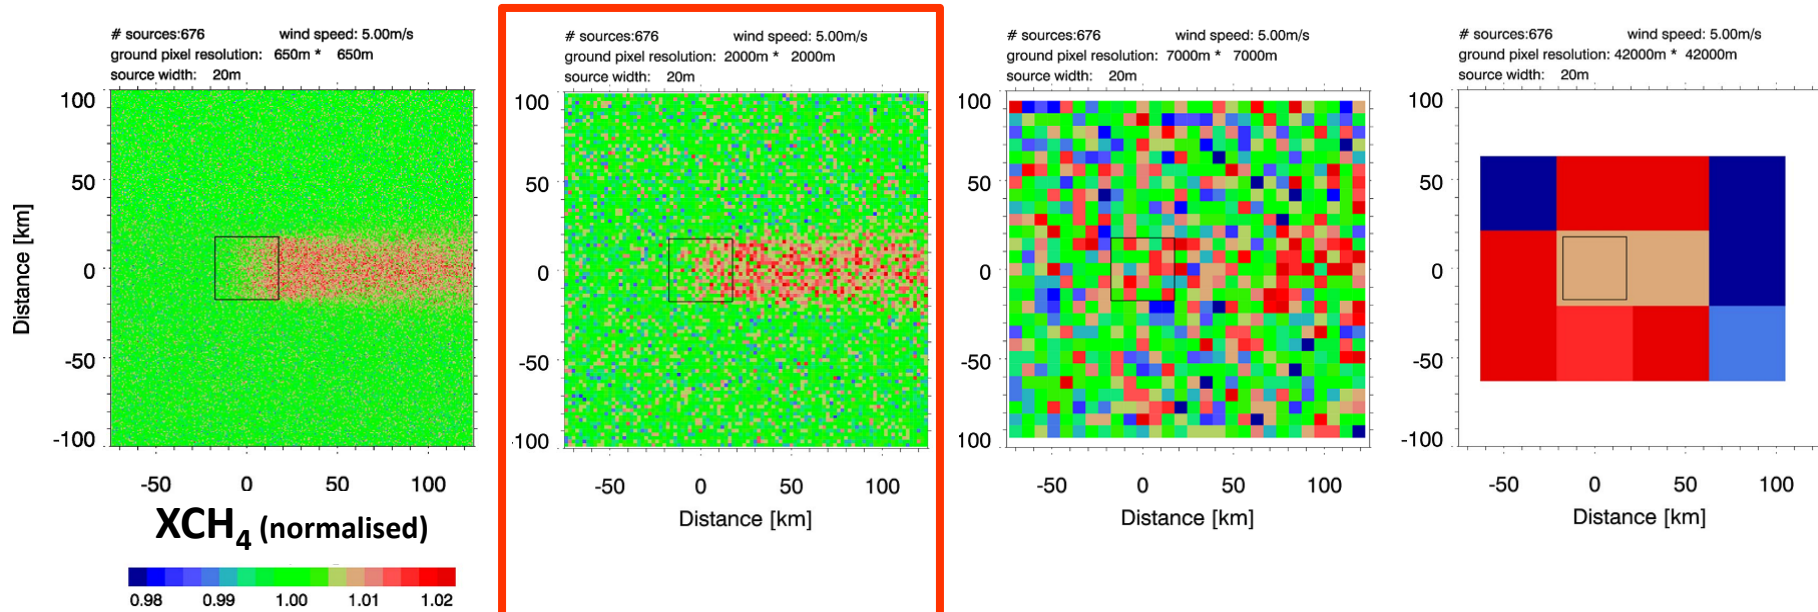 # sources:676 wind speed: 5.00m/s
ground pixel resolution: 650m * 650m
source width: 20m
100
50
0
-50
-100
Distance [km]
-50 0 50 100
XCH4 (normalised)
0.98 0.99 1.00 1.01 1.02
# sources:676 wind speed: 5.00m/s
ground pixel resolution: 2000m * 2000m
source width: 20m
100
50
0
-50
100
-50 0 50 100
Distance [km]
# sources:676 wind speed: 5.00m/s
ground pixel resolution: 7000m * 7000m
source width: 20m
100
50
0
-50
100
-50 0 50 100
Distance [km]
# sources:676 wind speed: 5.00m/s
ground pixel resolution: 42000m * 42000m
source width: 20m
100
50
0
-50
-100
-50 0 50 100
Distance [km]